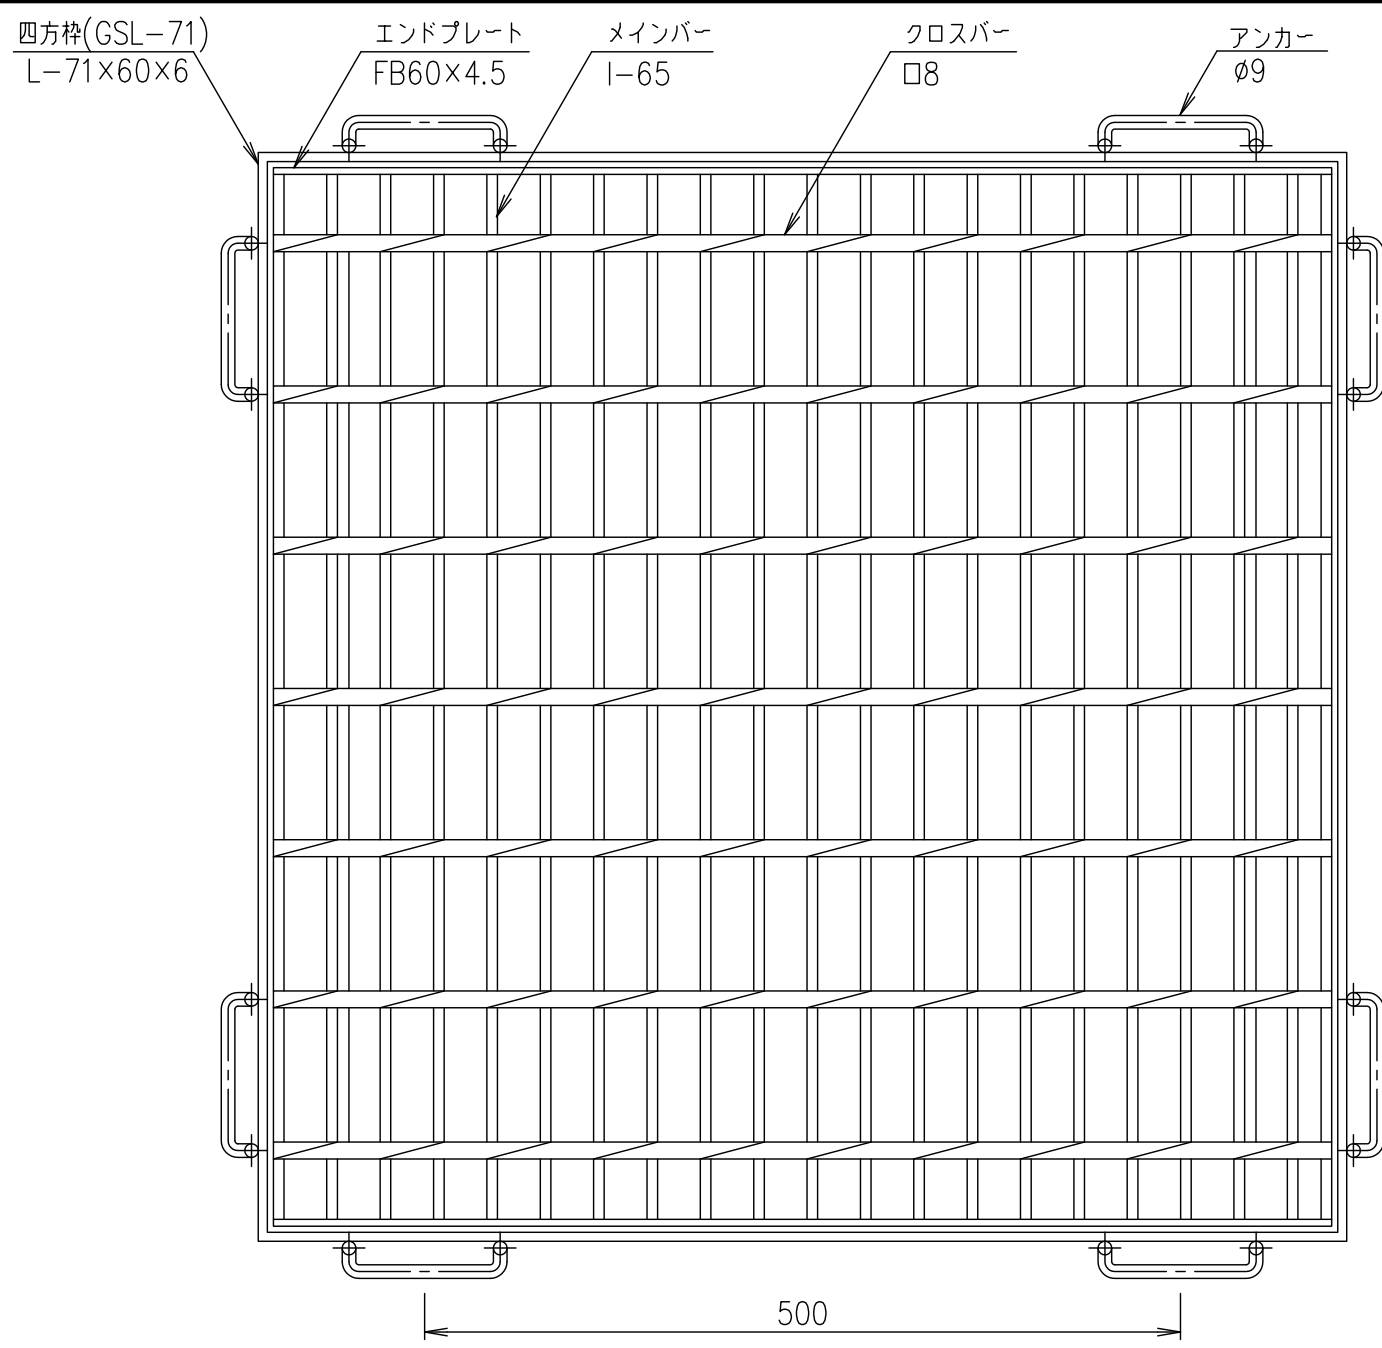 四方枠(GSL-71)
L-71×60×6
エンドプレート
FB60×4.5
メインバー
I-65
クロスバー
□8
アンカー
φ9
500